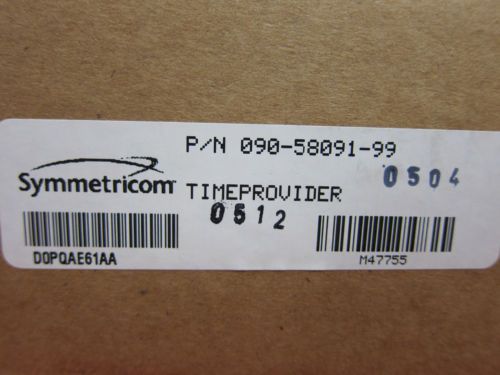 P/N 090-58091-99
Symmetricom
TIMEPROVIDER
0504
0512
D0PQAE61AA
M47755